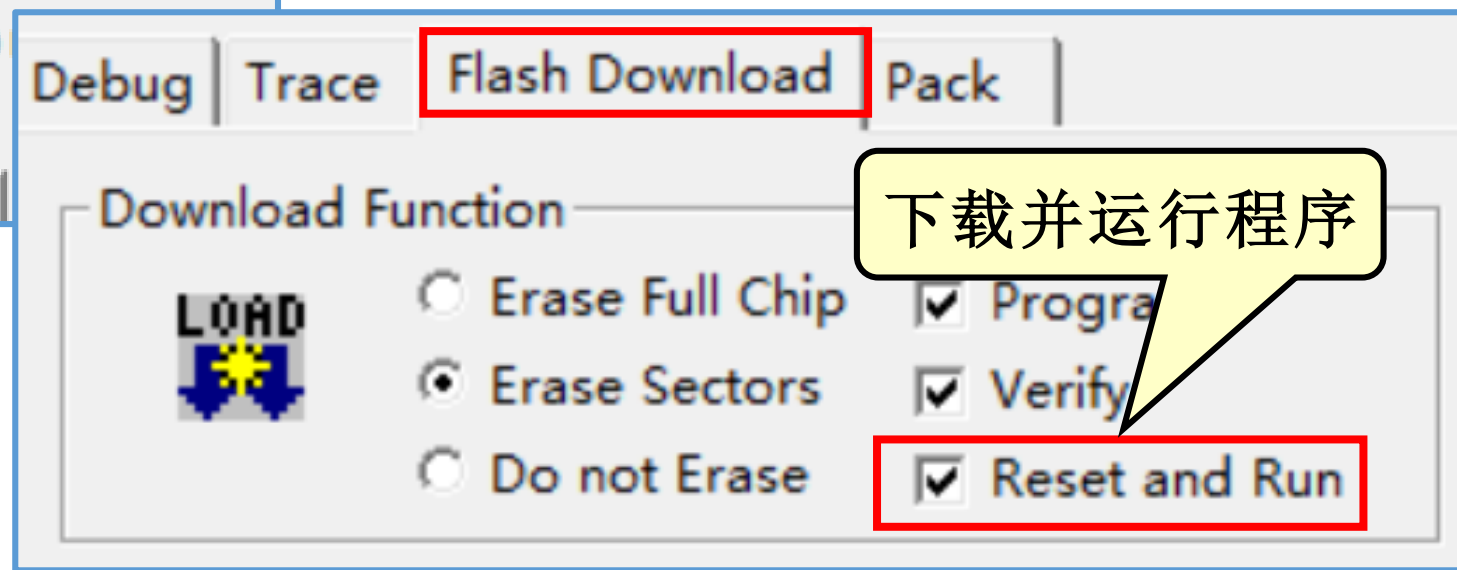 Debug Trace Flash Download Pack
Download Function
下载并运行程序
LOAD
Erase Full Chip
Erase Sectors
Verify
Do not Erase
Reset and Run